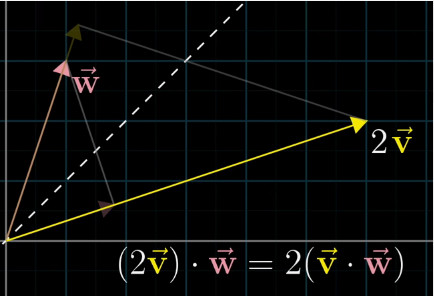 w⃗
2v⃗
(2v⃗) · w⃗ = 2(v⃗ · w⃗)